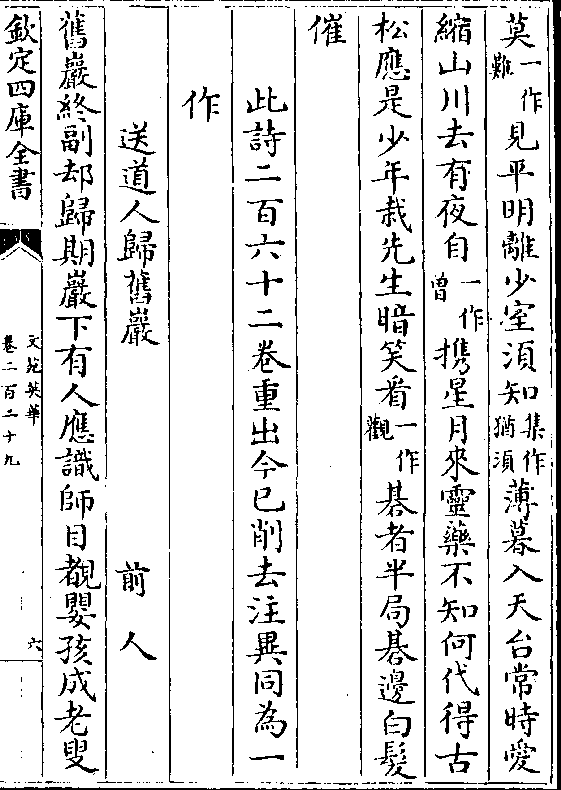 莫一作難見平明離少室須知集作猶須薄暮入天台常時愛
縮山川去有夜自一作曽携星月來靈藥不知何代得古
松應是少年栽先生暗笑看一作觀棊者半局棊邊白髪
催
此詩二百六十二卷重出今已削去注異同為一
作
送道人歸舊巖　前人
舊巖終副却歸期巖下有人應識師目覩嬰孩成老叟
欽定四庫全書
文苑英華
卷二百二十九
六